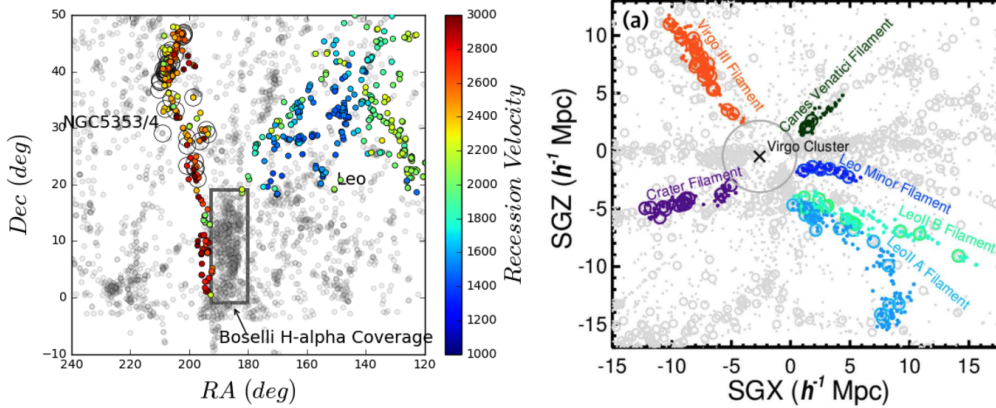 50
40
30
20
10
0
−10
240
220
200
180
160
140
120
Dec (deg)
RA (deg)
NGC5353/4
Leo
Boselli H-alpha Coverage
3000
2800
2600
2400
2200
2000
1800
1600
1400
1200
1000
Recession Velocity
(a)
10
5
0
-5
-10
-15
-15
-10
-5
0
5
10
15
SGZ (h⁻¹ Mpc)
SGX (h⁻¹ Mpc)
Virgo III Filament
Canes Venatici Filament
Virgo Cluster
Crater Filament
Leo Minor Filament
LeoII B Filament
LeoII A Filament